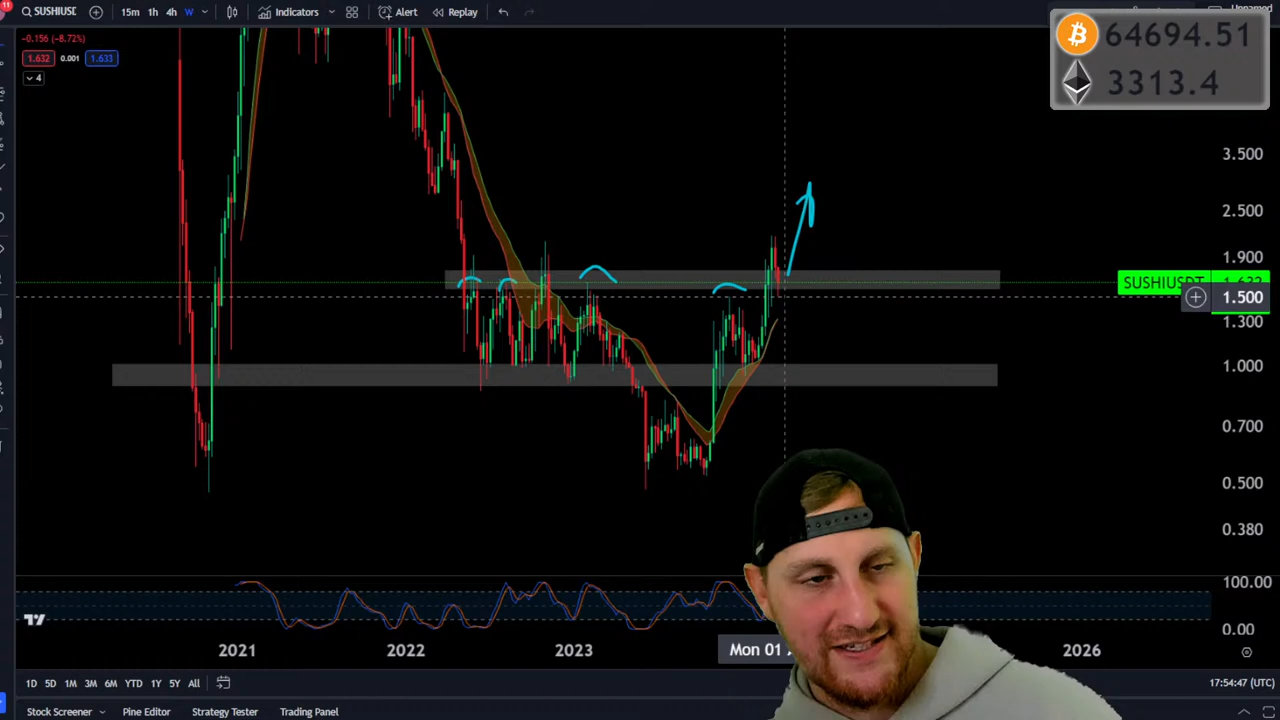 11
SUSHIUSD
15m
1h
4h
W
Indicators
Alert
Replay
64694.51
3313.4
-0.156 (-8.72%)
1.632
0.001
1.633
4
3.500
2.500
1.900
SUSHIUSDT
1.500
1.300
1.000
0.700
0.500
0.380
100.00
0.00
2021
2022
2023
Mon 01
2026
1D
5D
1M
3M
6M
YTD
1Y
5Y
All
17:54:47 (UTC)
Stock Screener
Pine Editor
Strategy Tester
Trading Panel